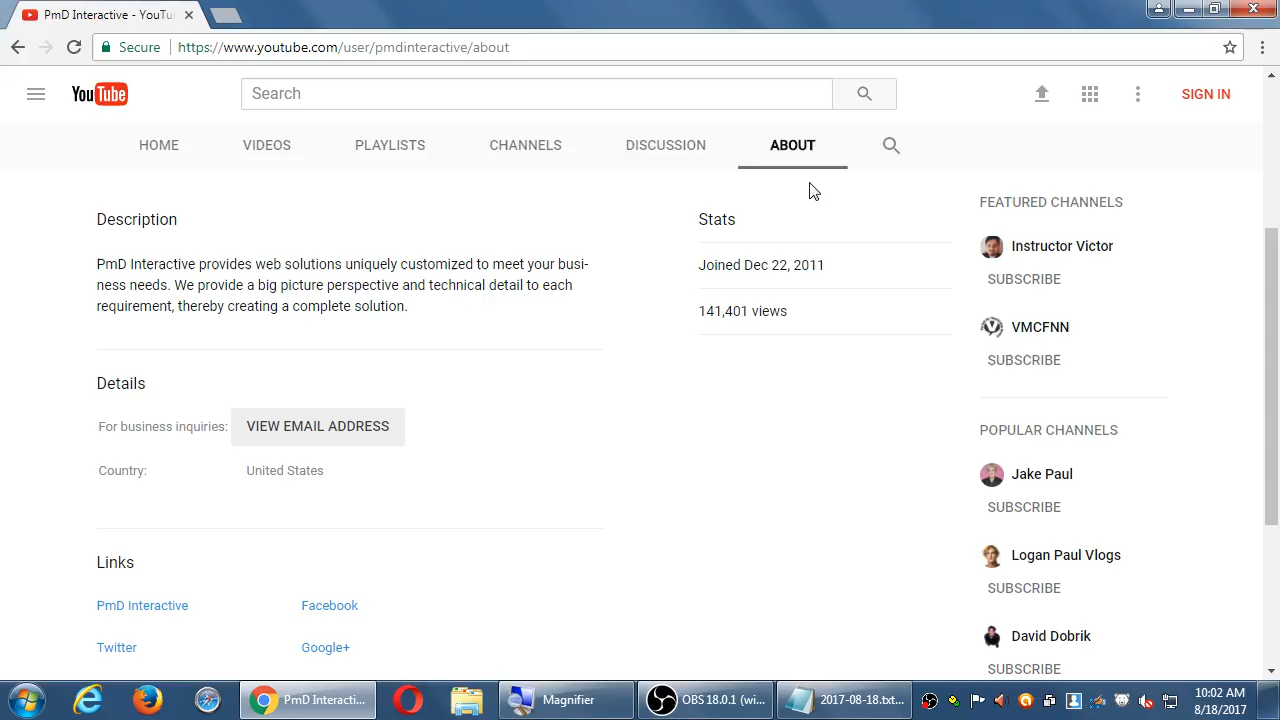 PmD Interactive - YouTu
Secure
https://www.youtube.com/user/pmdinteractive/about
YouTube
Search
SIGN IN
HOME
VIDEOS
PLAYLISTS
CHANNELS
DISCUSSION
ABOUT
Description
PmD Interactive provides web solutions uniquely customized to meet your busi-
ness needs. We provide a big picture perspective and technical detail to each
requirement, thereby creating a complete solution.
Details
For business inquiries:
VIEW EMAIL ADDRESS
Country:
United States
Links
PmD Interactive
Facebook
Twitter
Google+
Stats
Joined Dec 22, 2011
141,401 views
FEATURED CHANNELS
Instructor Victor
SUBSCRIBE
VMCFNN
SUBSCRIBE
POPULAR CHANNELS
Jake Paul
SUBSCRIBE
Logan Paul Vlogs
SUBSCRIBE
David Dobrik
SUBSCRIBE
PmD Interacti...
Magnifier
OBS 18.0.1 (wi...
2017-08-18.txt...
10:02 AM
8/18/2017